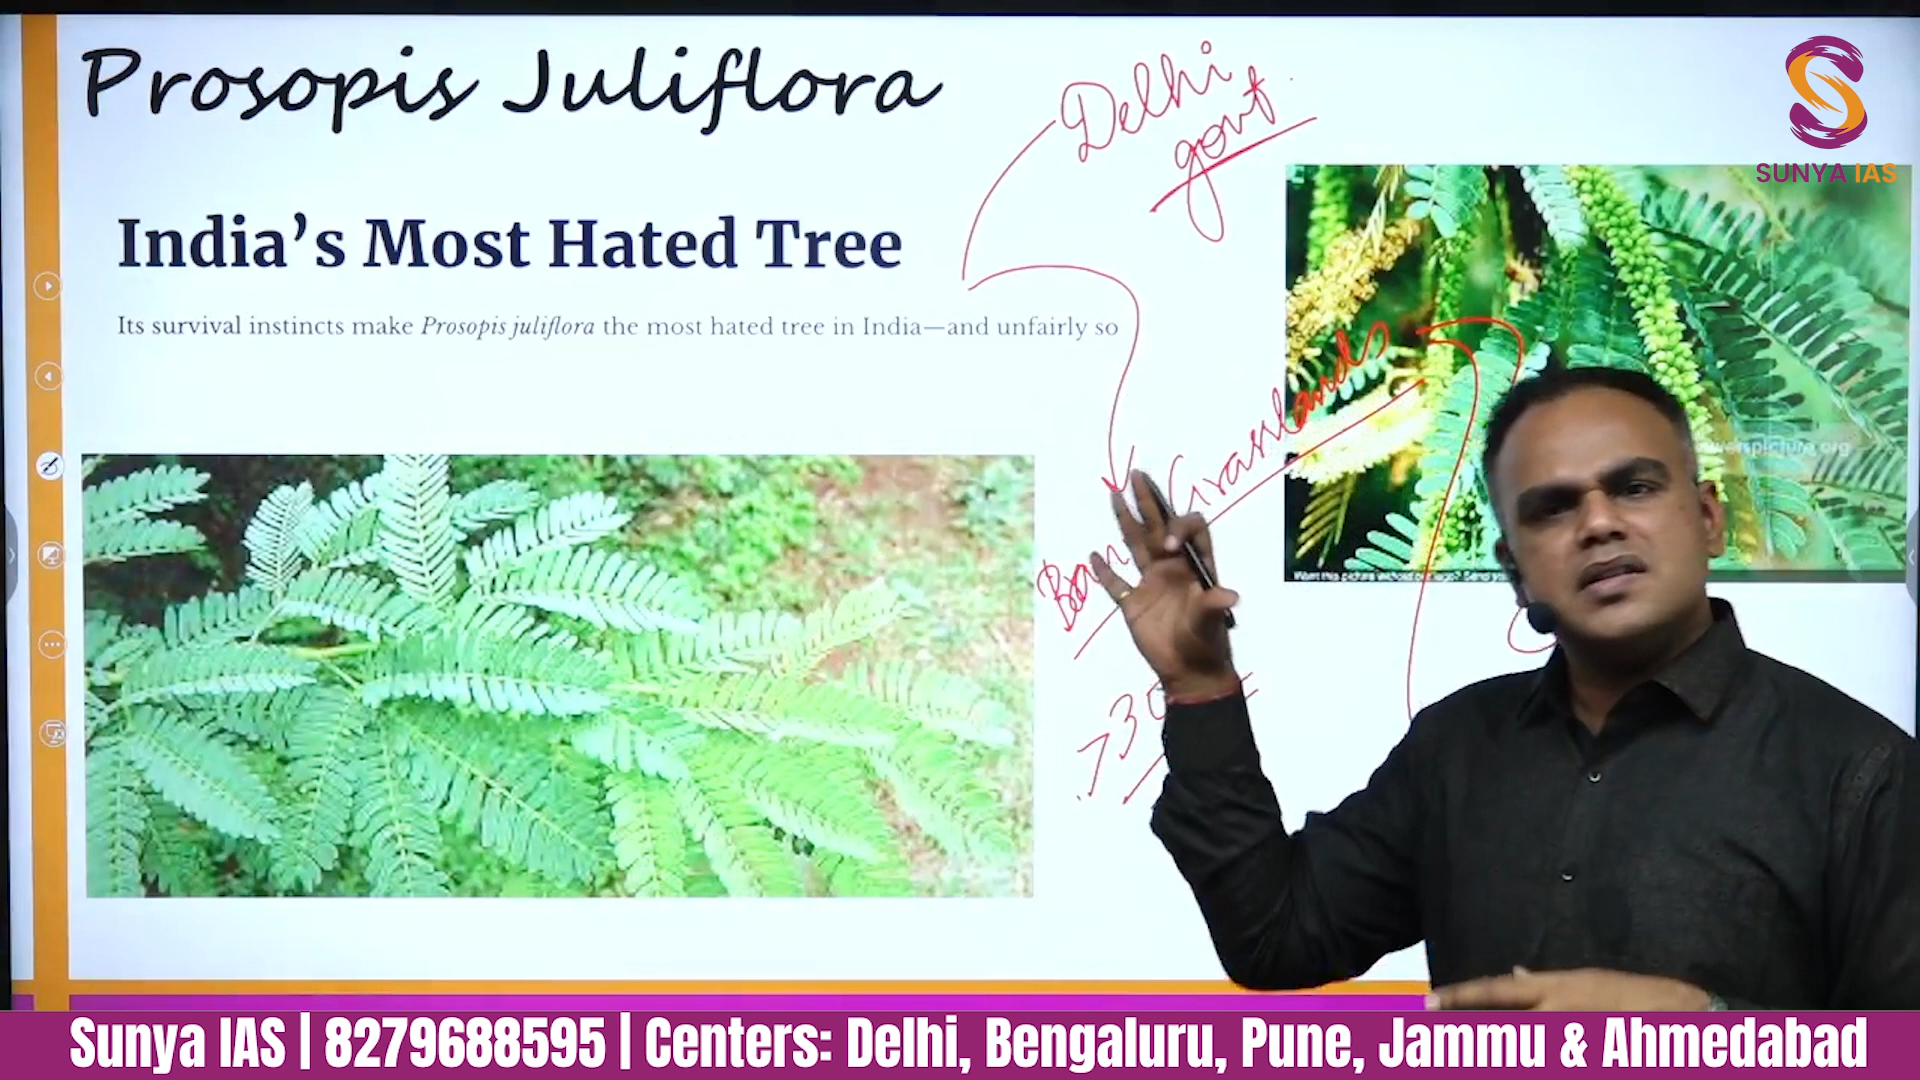 Prosopis Juliflora
Delhi
govt.
SUNYA IAS
India's Most Hated Tree
Its survival instincts make Prosopis juliflora the most hated tree in India—and unfairly so
Grasslands
>30
Sunya IAS | 8279688595 | Centers: Delhi, Bengaluru, Pune, Jammu & Ahmedabad